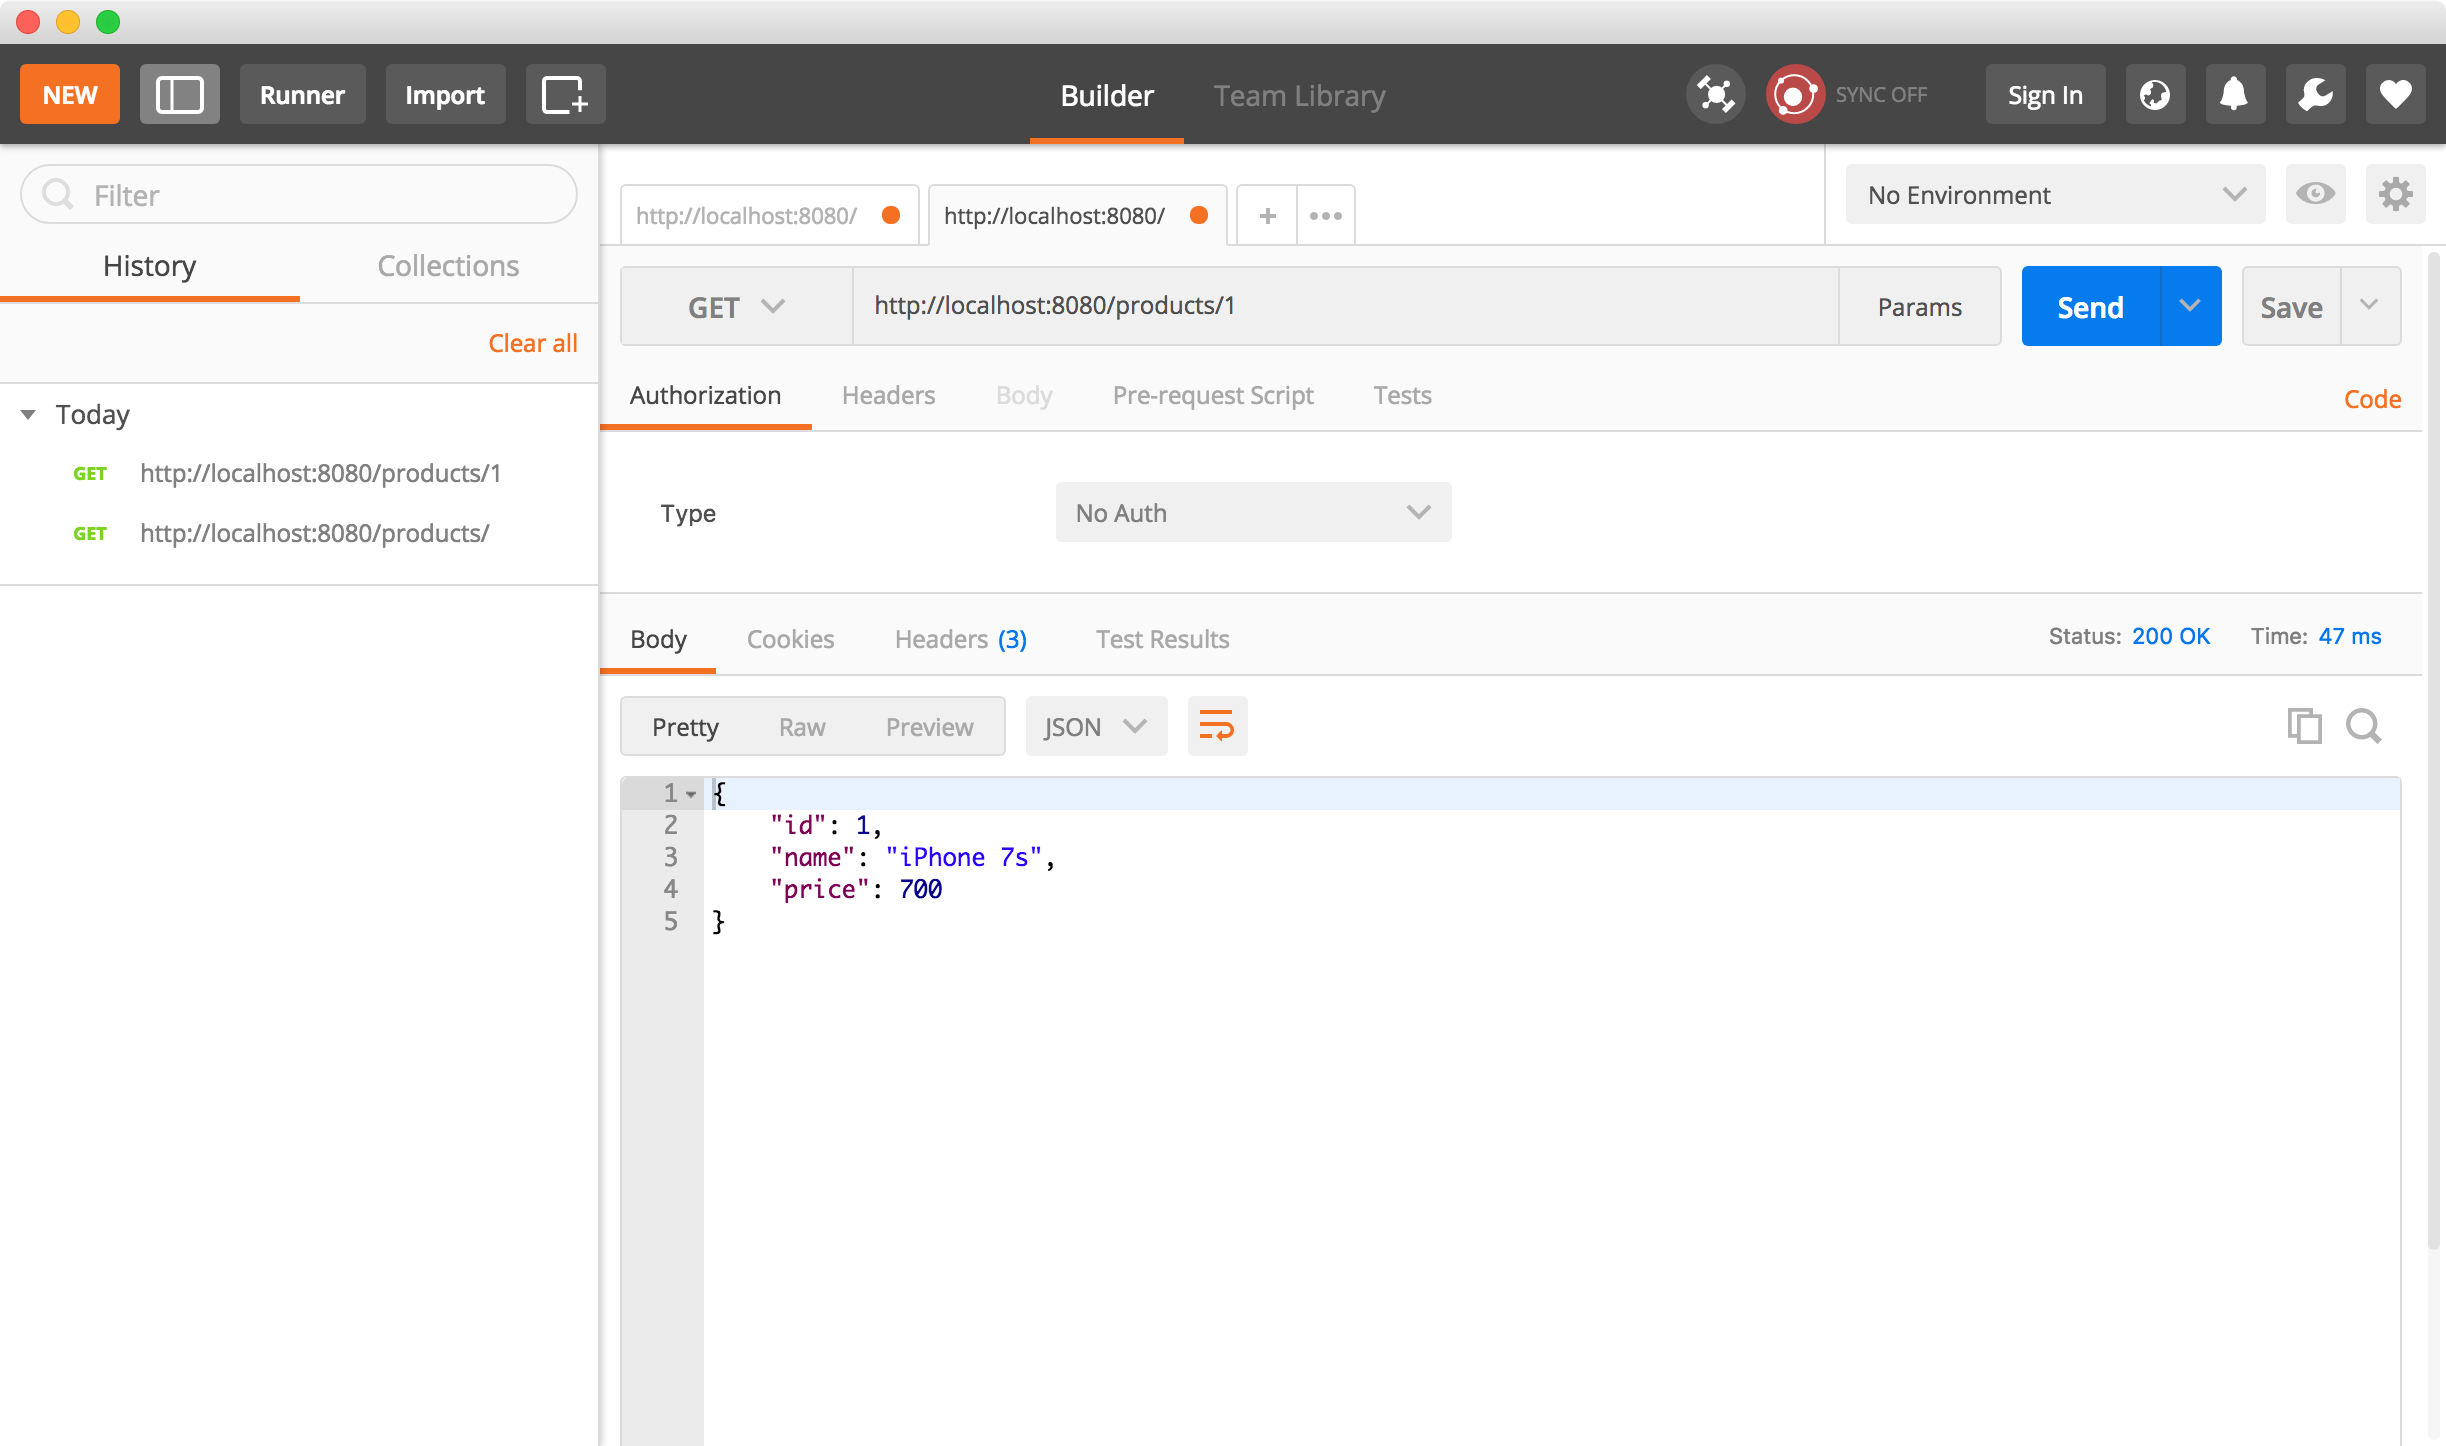 NEW Runner Import Builder Team Library SYNC OFF Sign In
Filter
History Collections
Clear all
Today
GET http://localhost:8080/products/1
GET http://localhost:8080/products/
http://localhost:8080/ http://localhost:8080/ + No Environment
GET http://localhost:8080/products/1 Params Send Save
Authorization Headers Body Pre-request Script Tests Code
Type No Auth
Body Cookies Headers (3) Test Results Status: 200 OK Time: 47 ms
Pretty Raw Preview JSON
1 {
2 "id": 1,
3 "name": "iPhone 7s",
4 "price": 700
5 }